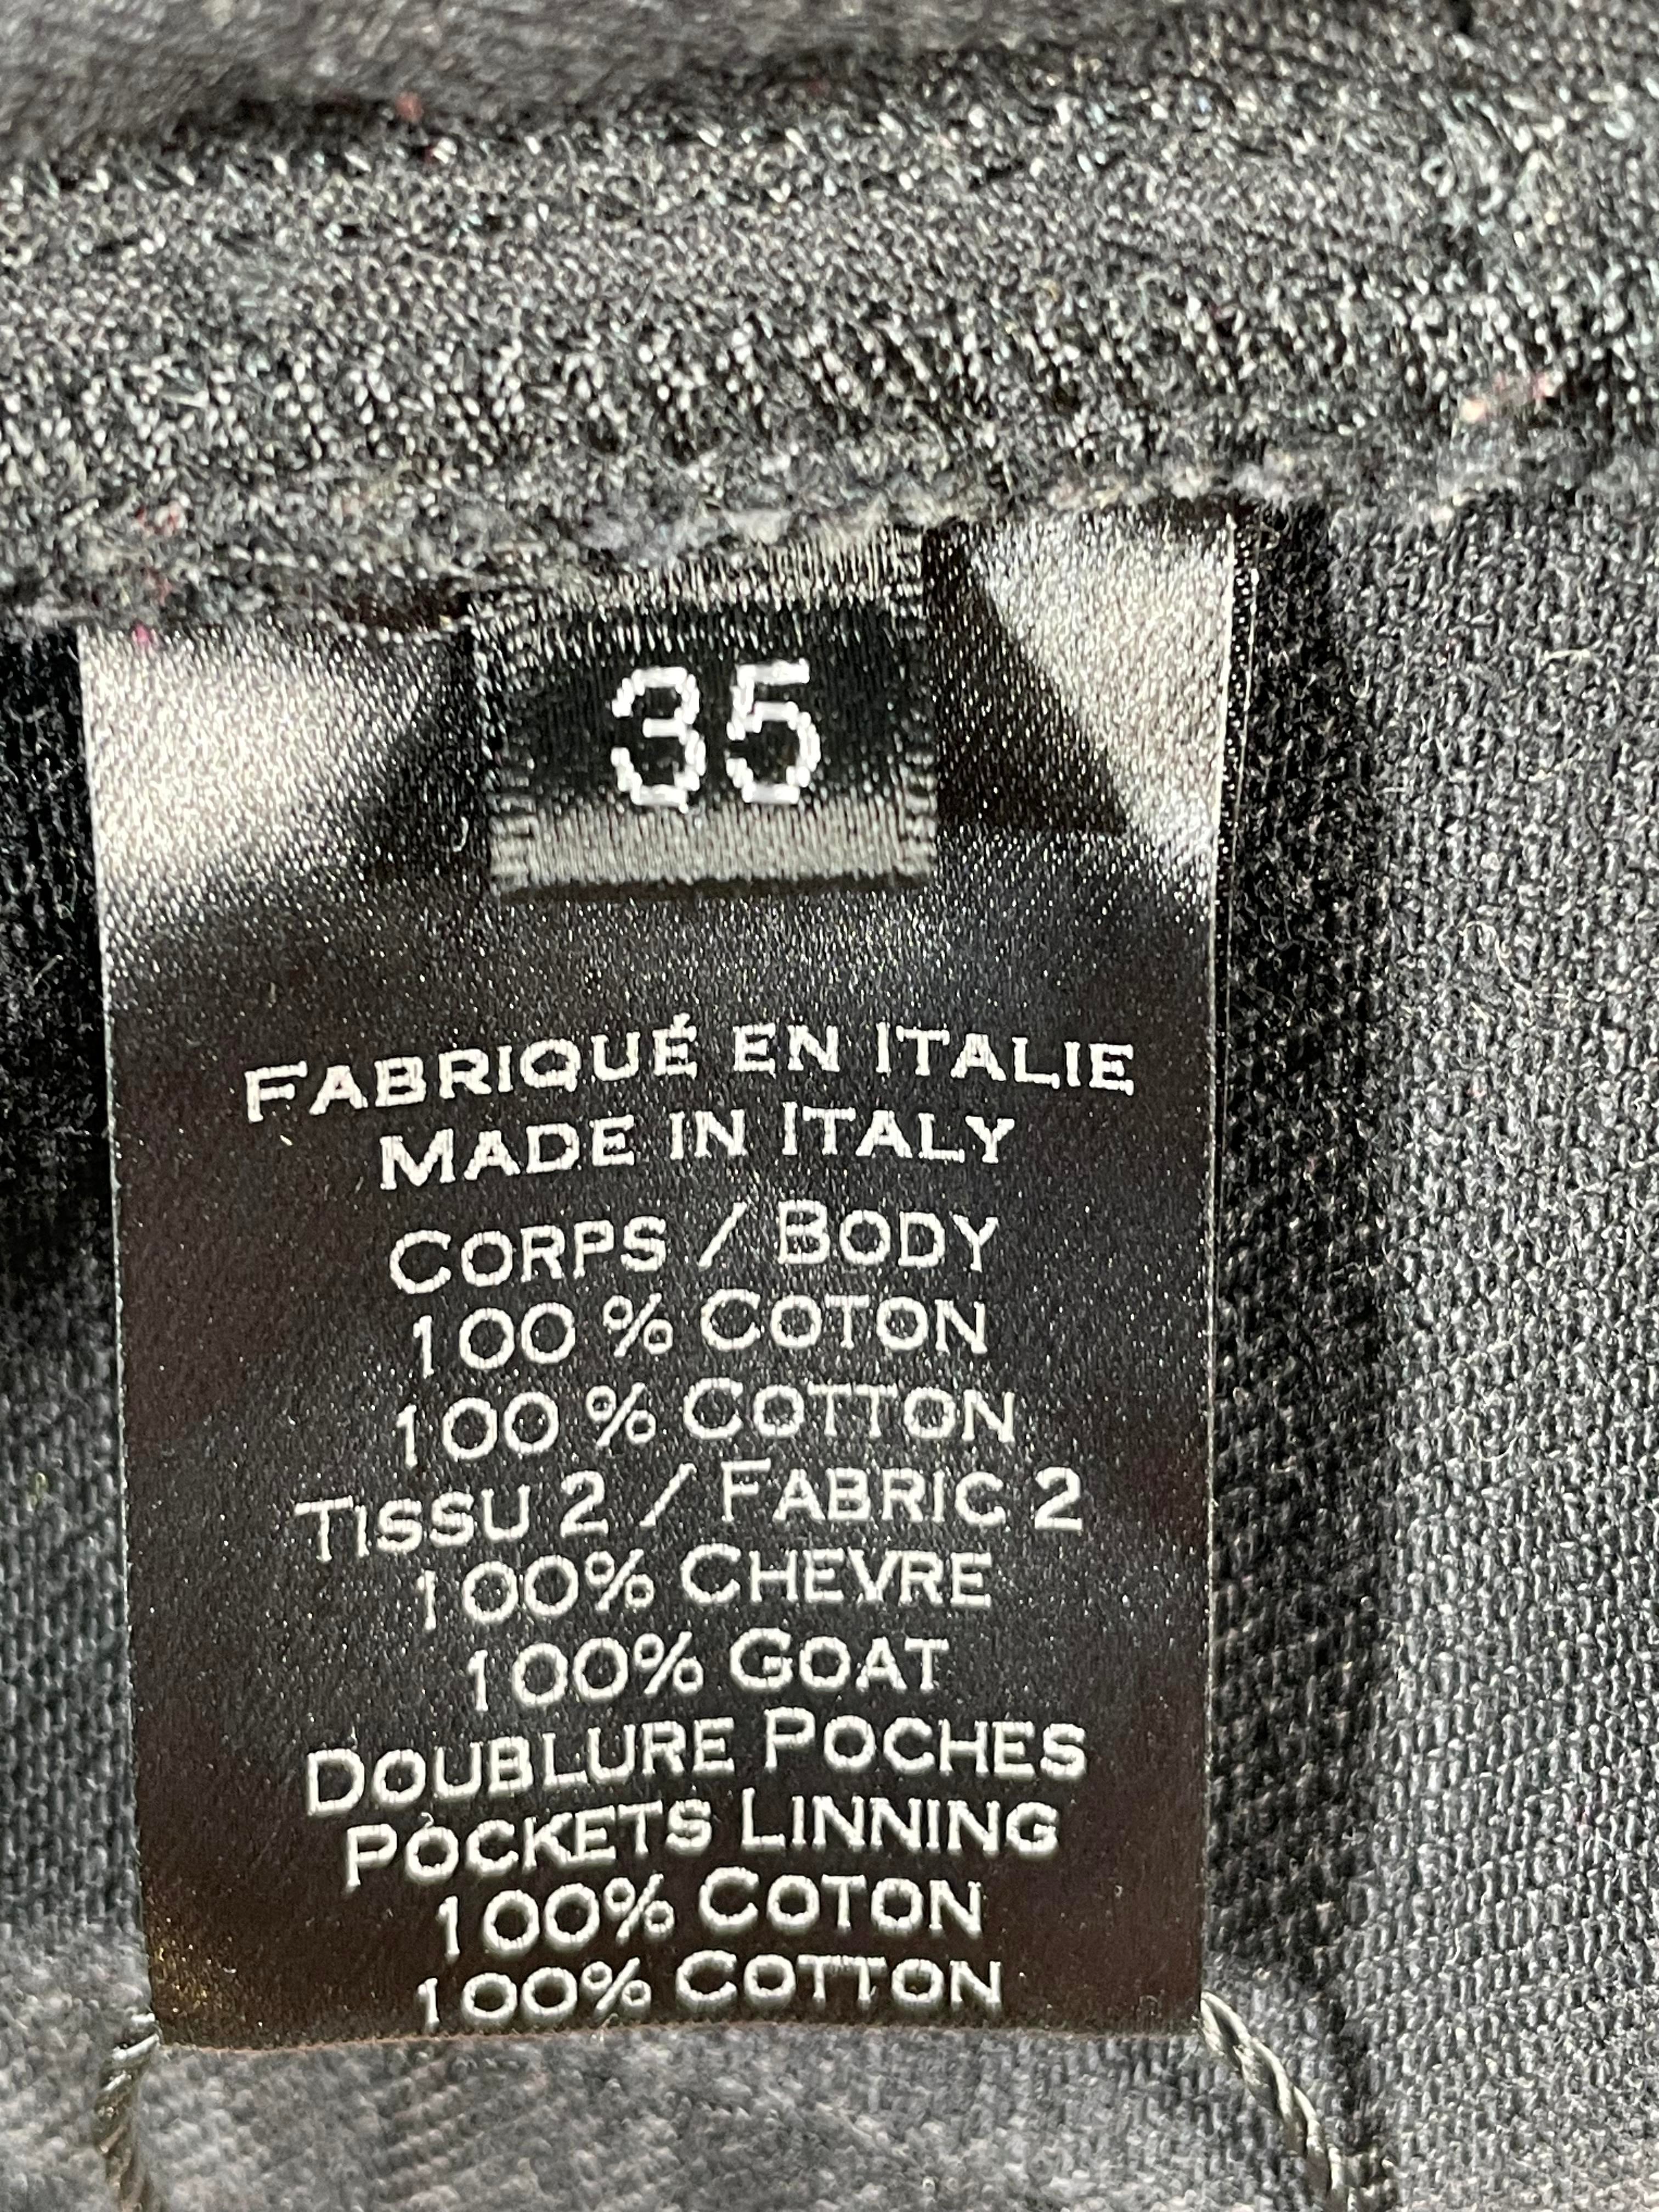 35
FABRIQUÉ EN ITALIE
MADE IN ITALY
CORPS / BODY
100 % COTON
100 % COTTON
TISSU 2 / FABRIC 2
100% CHEVRE
100% GOAT
DOUBLURE POCHES
POCKETS LINNING
100% COTON
100% COTTON